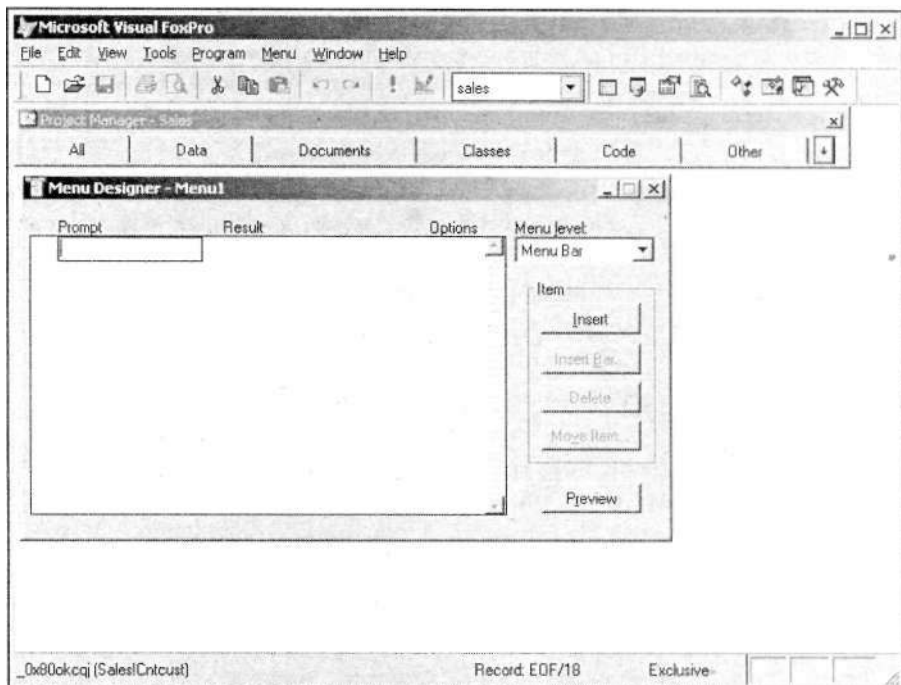 Microsoft Visual FoxPro
File Edit View Tools Program Menu Window Help
sales
Project Manager - Sales
All Data Documents Classes Code Other
Menu Designer - Menu1
Prompt Result Options Menu level:
Menu Bar
Item
Insert
Insert Bar...
Delete
Move Item...
Preview
_0x80okcqj (Sales!Cntcust) Record: EOF/18 Exclusive